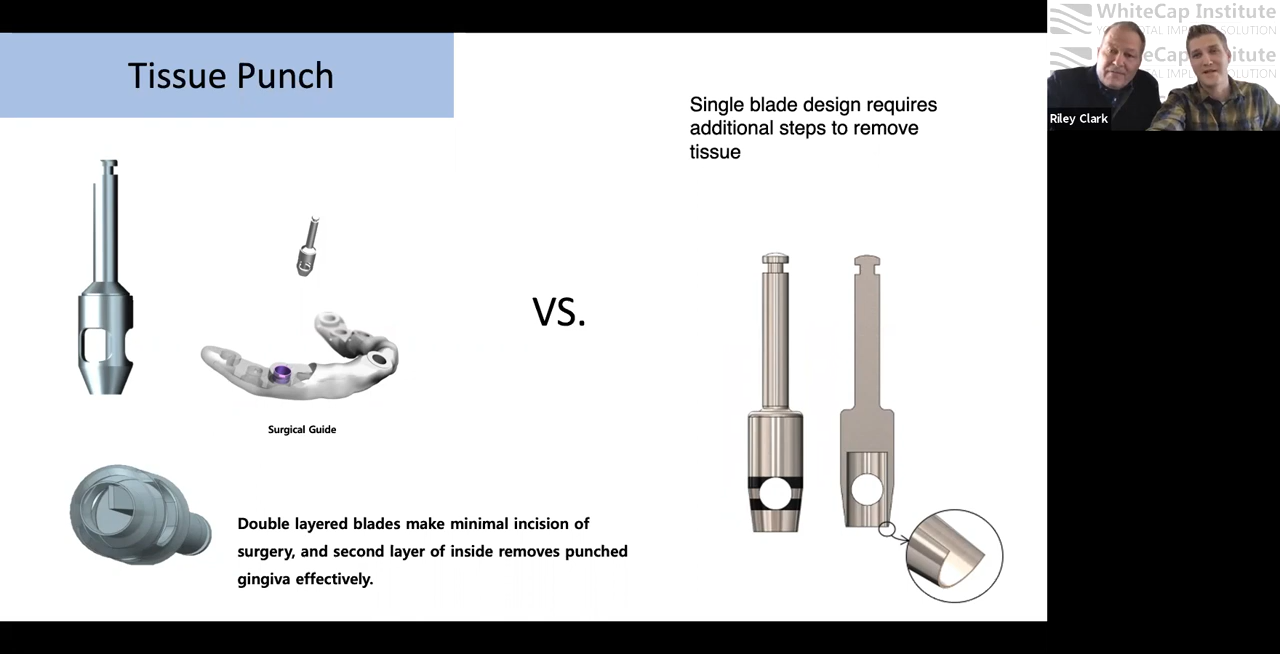 Tissue Punch
Single blade design requires
additional steps to remove
tissue
VS.
Surgical Guide
Double layered blades make minimal incision of
surgery, and second layer of inside removes punched
gingiva effectively.
WhiteCap Institute
SOLUTION
Riley Clark